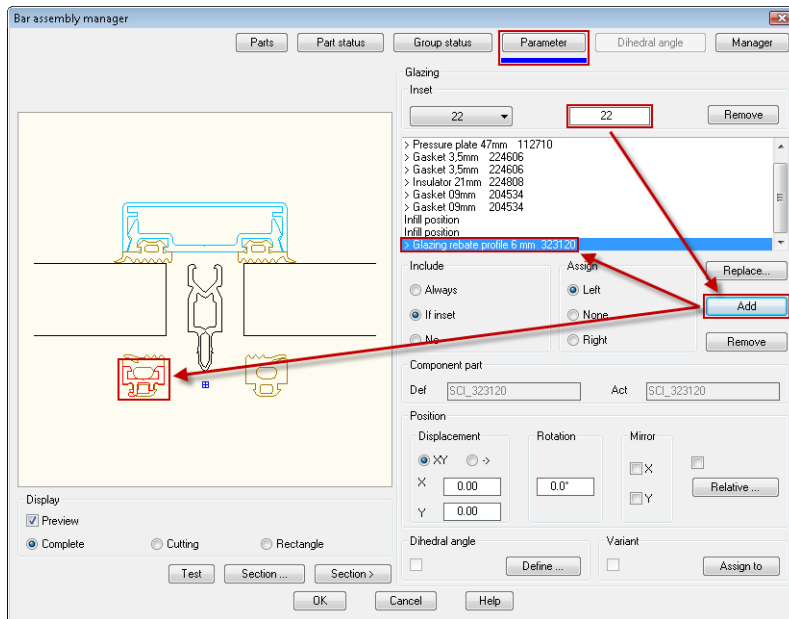 Bar assembly manager
Parts Part status Group status Parameter Dihedral angle Manager
Glazing
Inset
22 22 Remove
> Pressure plate 47mm 112710
> Gasket 3,5mm 224606
> Gasket 3,5mm 224606
> Insulator 21mm 224808
> Gasket 09mm 204534
> Gasket 09mm 204534
Infill position
Infill position
> Glazing rebate profile 6 mm 323120
Include Assign Replace...
Always Left Add
If inset None
No Right Remove
Component part
Def SCI_323120 Act SCI_323120
Position
Displacement Rotation Mirror
XY -> X
X 0.00 0.0° Relative ...
Y 0.00 Y
Display
Preview
Complete Cutting Rectangle
Dihedral angle Variant
Define ... Assign to
Test Section ... Section >
OK Cancel Help